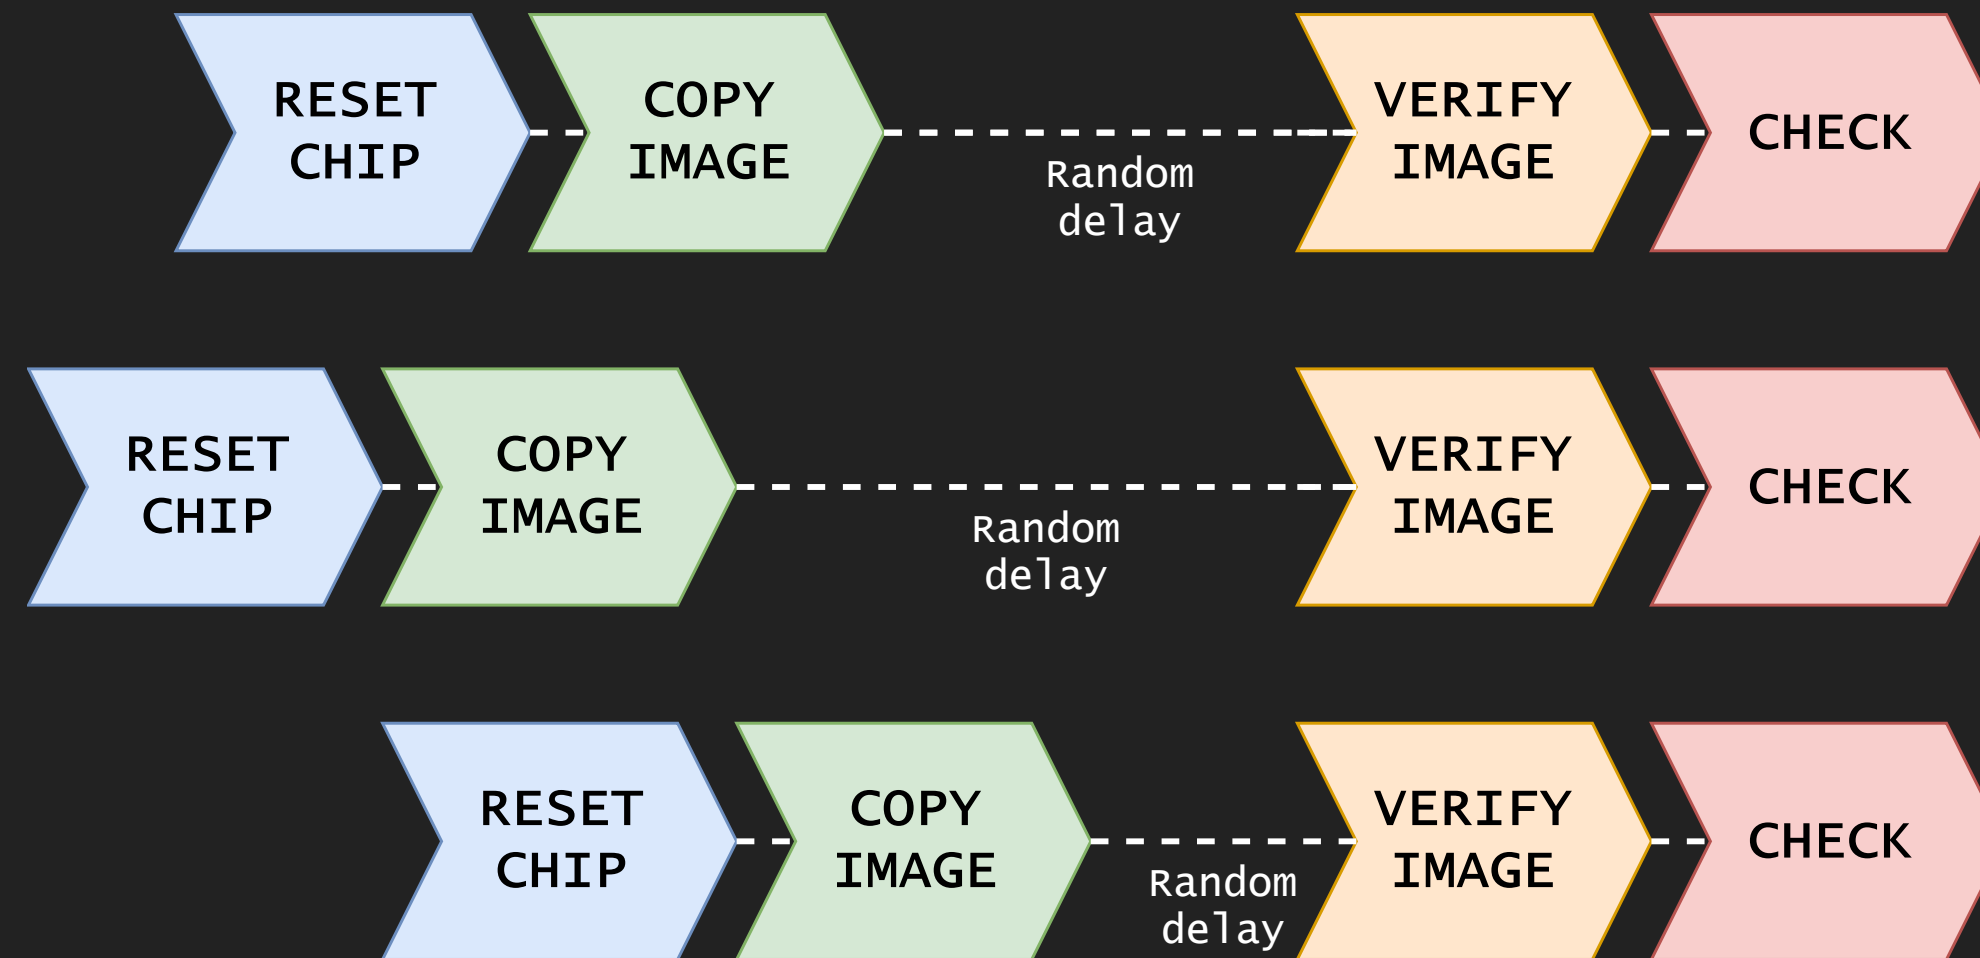 RESET
CHIP
COPY
IMAGE
Random
delay
VERIFY
IMAGE
CHECK
RESET
CHIP
COPY
IMAGE
Random
delay
VERIFY
IMAGE
CHECK
RESET
CHIP
COPY
IMAGE
Random
delay
VERIFY
IMAGE
CHECK